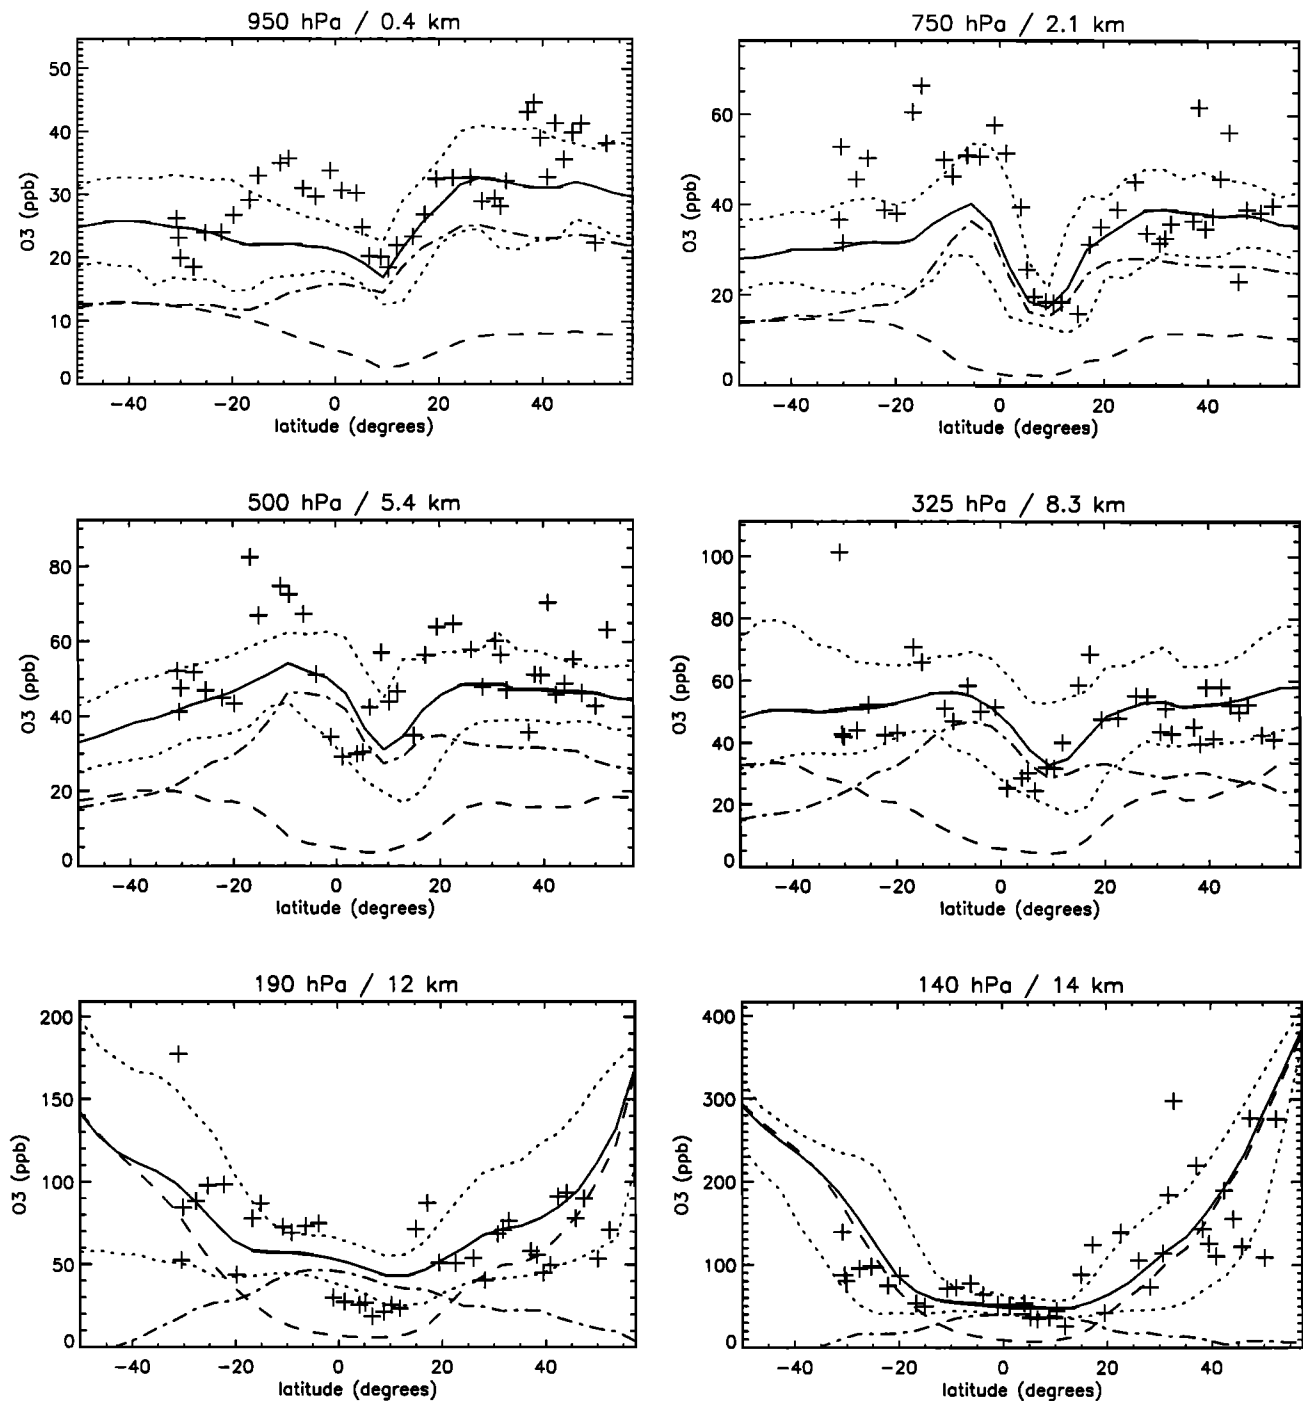 950 hPa / 0.4 km
50
40
30
20
10
0
O3 (ppb)
−40 −20 0 20 40
latitude (degrees)
750 hPa / 2.1 km
60
40
20
0
O3 (ppb)
−40 −20 0 20 40
latitude (degrees)
500 hPa / 5.4 km
80
60
40
20
0
O3 (ppb)
−40 −20 0 20 40
latitude (degrees)
325 hPa / 8.3 km
100
80
60
40
20
0
O3 (ppb)
−40 −20 0 20 40
latitude (degrees)
190 hPa / 12 km
200
150
100
50
0
O3 (ppb)
−40 −20 0 20 40
latitude (degrees)
140 hPa / 14 km
400
300
200
100
0
O3 (ppb)
−40 −20 0 20 40
latitude (degrees)